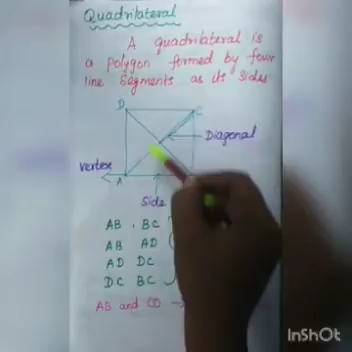 Quadrilateral
A quadrilateral is
a polygon formed by four
line segments as its sides
D C
Diagonal
Vertex
A
Side
AB , BC
AB AD
AD DC
DC BC
AB and CD →
InShOt